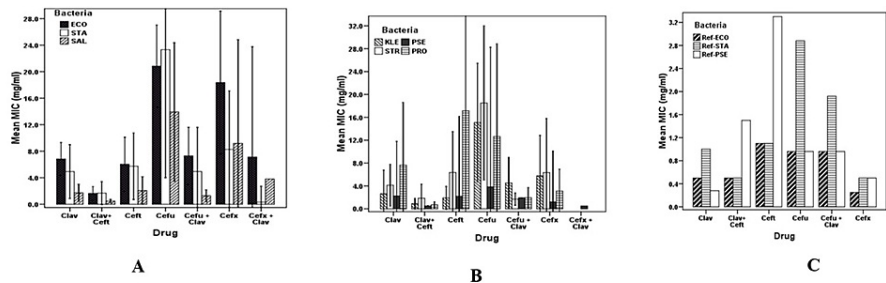 Bacteria
ECO
STA
SAL
Mean MIC (mg/ml)
28.0
24.0
20.0
16.0
12.0
8.0
4.0
0.0
Clav
Clav+ Ceft
Ceft
Cefu
Cefu + Clav
Cefx
Cefx + Clav
Drug
A
Bacteria
KLE PSE
STR PRO
Mean MIC (mg/ml)
32.0
28.0
24.0
20.0
16.0
12.0
8.0
4.0
0.0
Clav
Clav+ Ceft
Ceft
Cefu
Cefu + Clav
Cefx
Cefx + Clav
Drug
B
Bacteria
Ref-ECO
Ref-STA
Ref-PSE
Mean MIC (mg/ml)
3.2
2.8
2.4
2.0
1.6
1.2
0.8
0.4
0.0
Clav
Clav+ Ceft
Ceft
Cefu
Cefu + Clav
Cefx
Drug
C